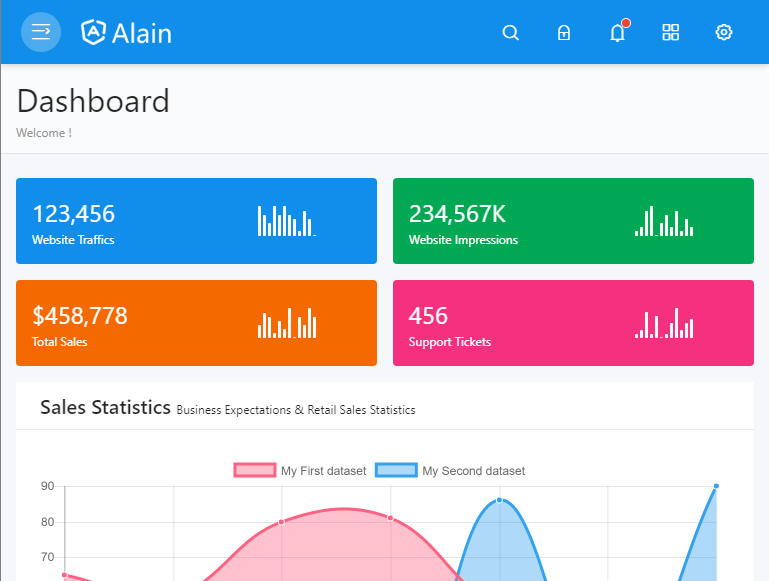 Alain
Dashboard
Welcome !
123,456
Website Traffics
234,567K
Website Impressions
$458,778
Total Sales
456
Support Tickets
Sales Statistics Business Expectations & Retail Sales Statistics
My First dataset My Second dataset
90
80
70